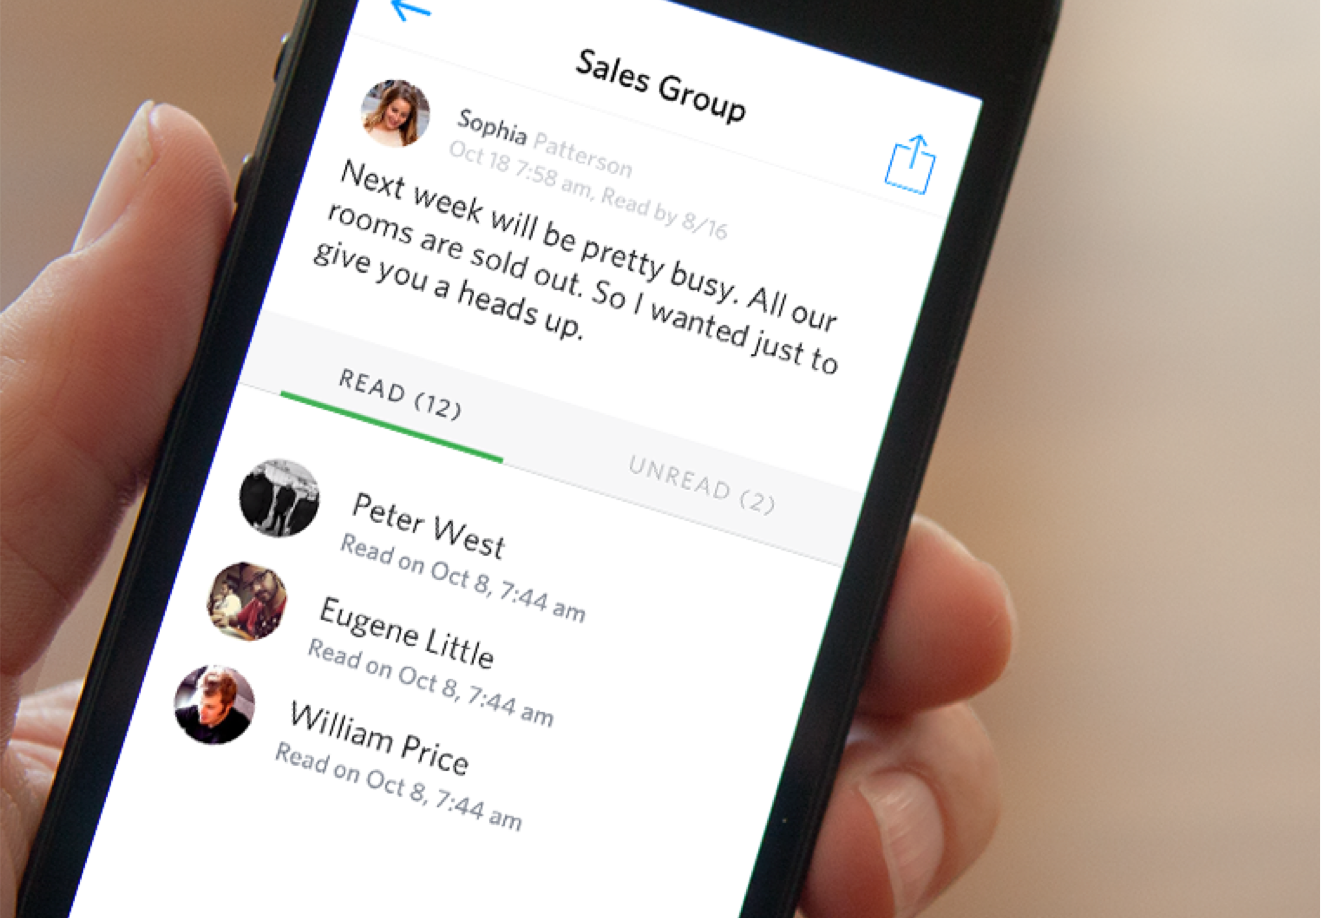 Sales Group
Sophia Patterson
Oct 18 7:58 am, Read by 8/16
Next week will be pretty busy. All our
rooms are sold out. So I wanted just to
give you a heads up.
READ (12)
UNREAD (2)
Peter West
Read on Oct 8, 7:44 am
Eugene Little
Read on Oct 8, 7:44 am
William Price
Read on Oct 8, 7:44 am